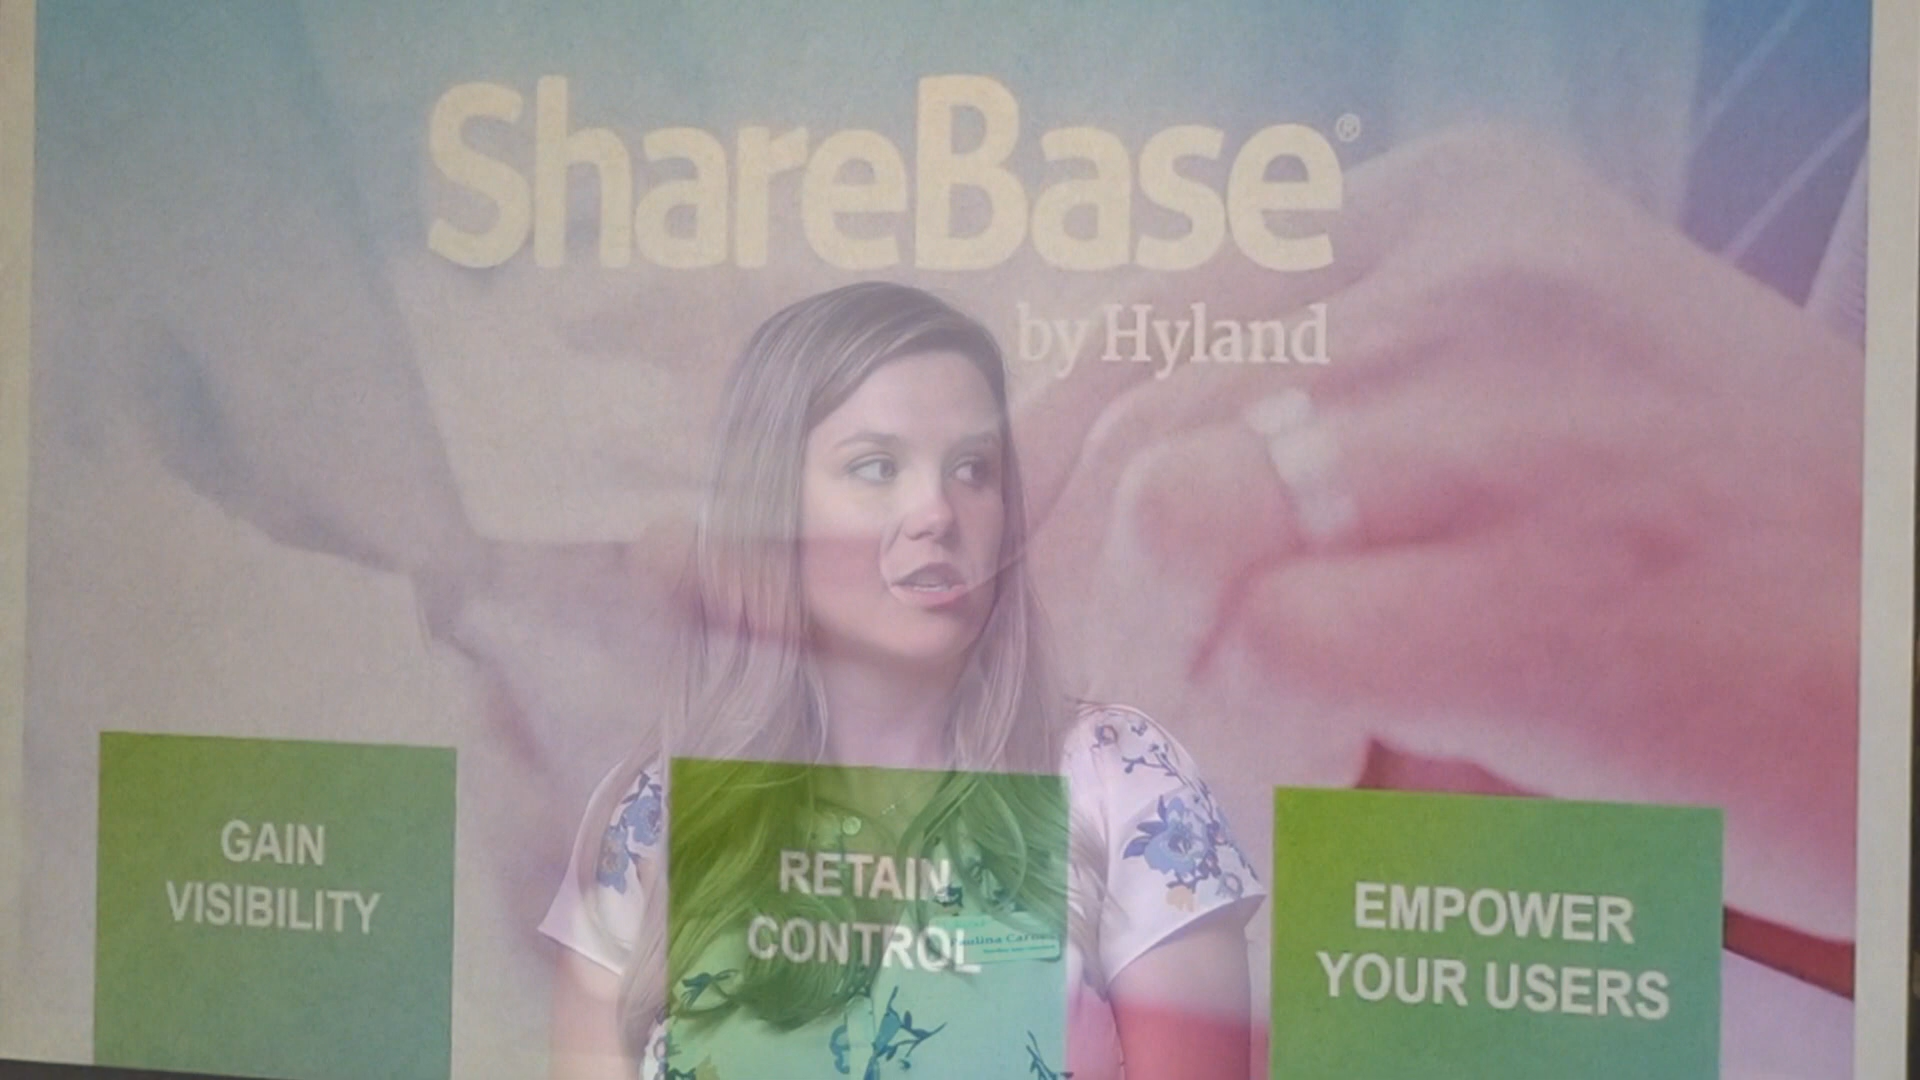 ShareBase®
by Hyland
GAIN
VISIBILITY
RETAIN
CONTROL
EMPOWER
YOUR USERS